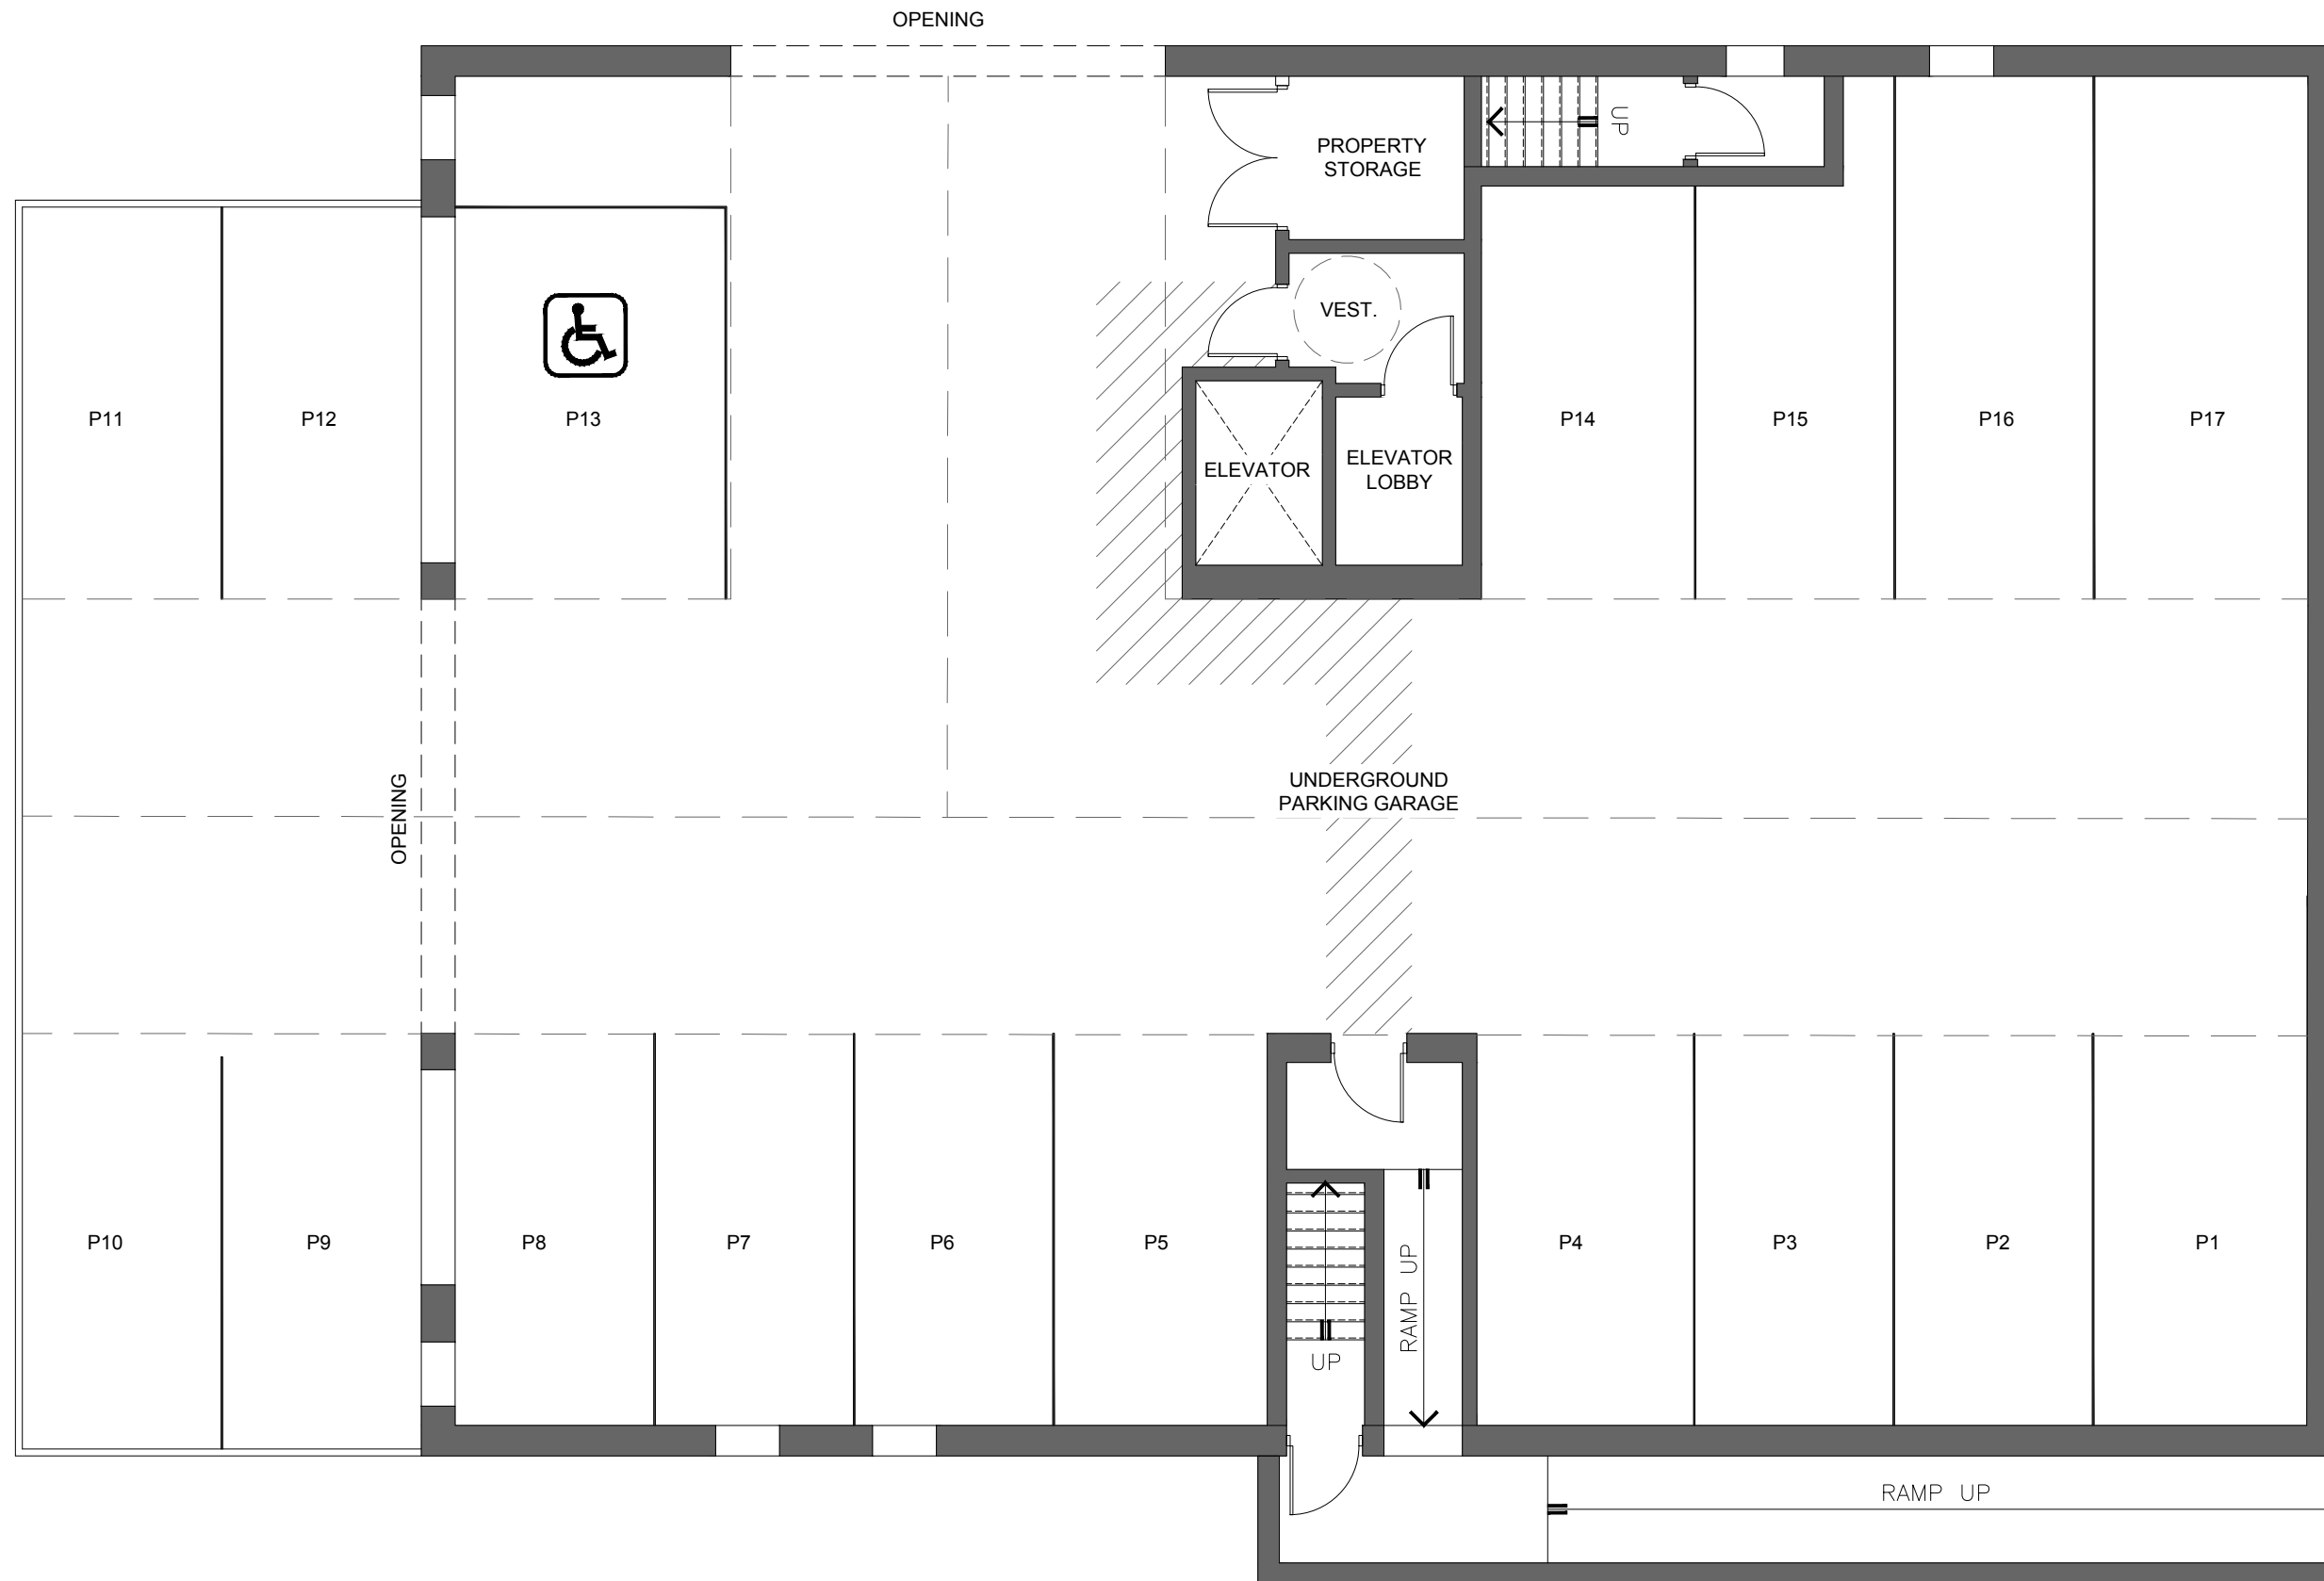 OPENING
PROPERTY
STORAGE
UP
VEST.
P11
P12
P13
P14
P15
P16
P17
ELEVATOR
ELEVATOR
LOBBY
OPENING
UNDERGROUND
PARKING GARAGE
P10
P9
P8
P7
P6
P5
P4
P3
P2
P1
RAMP UP
UP
RAMP UP